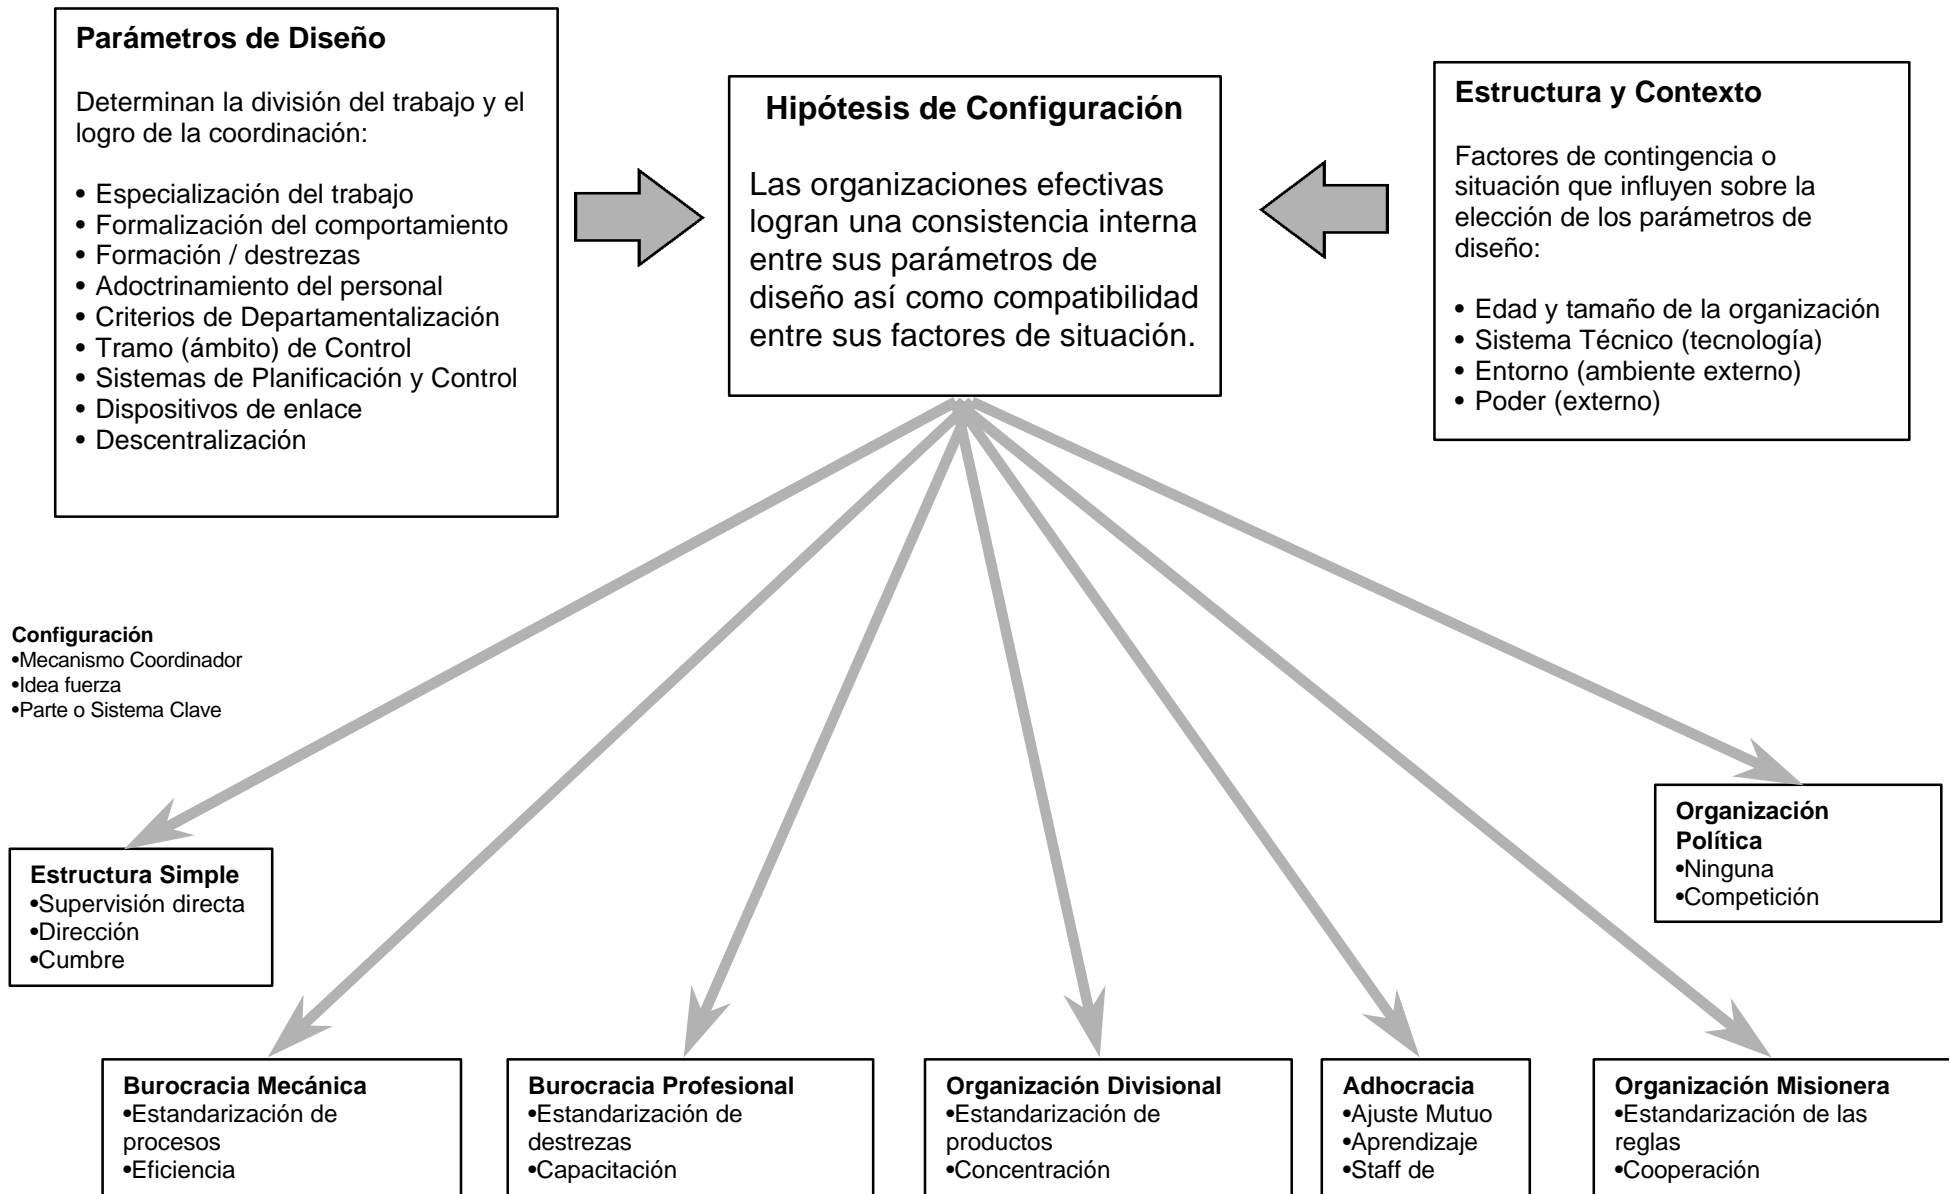 Parámetros de Diseño
Determinan la división del trabajo y el
logro de la coordinación:
• Especialización del trabajo
• Formalización del comportamiento
• Formación / destrezas
• Adoctrinamiento del personal
• Criterios de Departamentalización
• Tramo (ámbito) de Control
• Sistemas de Planificación y Control
• Dispositivos de enlace
• Descentralización
Hipótesis de Configuración
Las organizaciones efectivas
logran una consistencia interna
entre sus parámetros de
diseño así como compatibilidad
entre sus factores de situación.
Estructura y Contexto
Factores de contingencia o
situación que influyen sobre la
elección de los parámetros de
diseño:
• Edad y tamaño de la organización
• Sistema Técnico (tecnología)
• Entorno (ambiente externo)
• Poder (externo)
Configuración
•Mecanismo Coordinador
•Idea fuerza
•Parte o Sistema Clave
Estructura Simple
•Supervisión directa
•Dirección
•Cumbre
Organización
Política
•Ninguna
•Competición
Burocracia Mecánica
•Estandarización de
procesos
•Eficiencia
Burocracia Profesional
•Estandarización de
destrezas
•Capacitación
Organización Divisional
•Estandarización de
productos
•Concentración
Adhocracia
•Ajuste Mutuo
•Aprendizaje
•Staff de
Organización Misionera
•Estandarización de las
reglas
•Cooperación